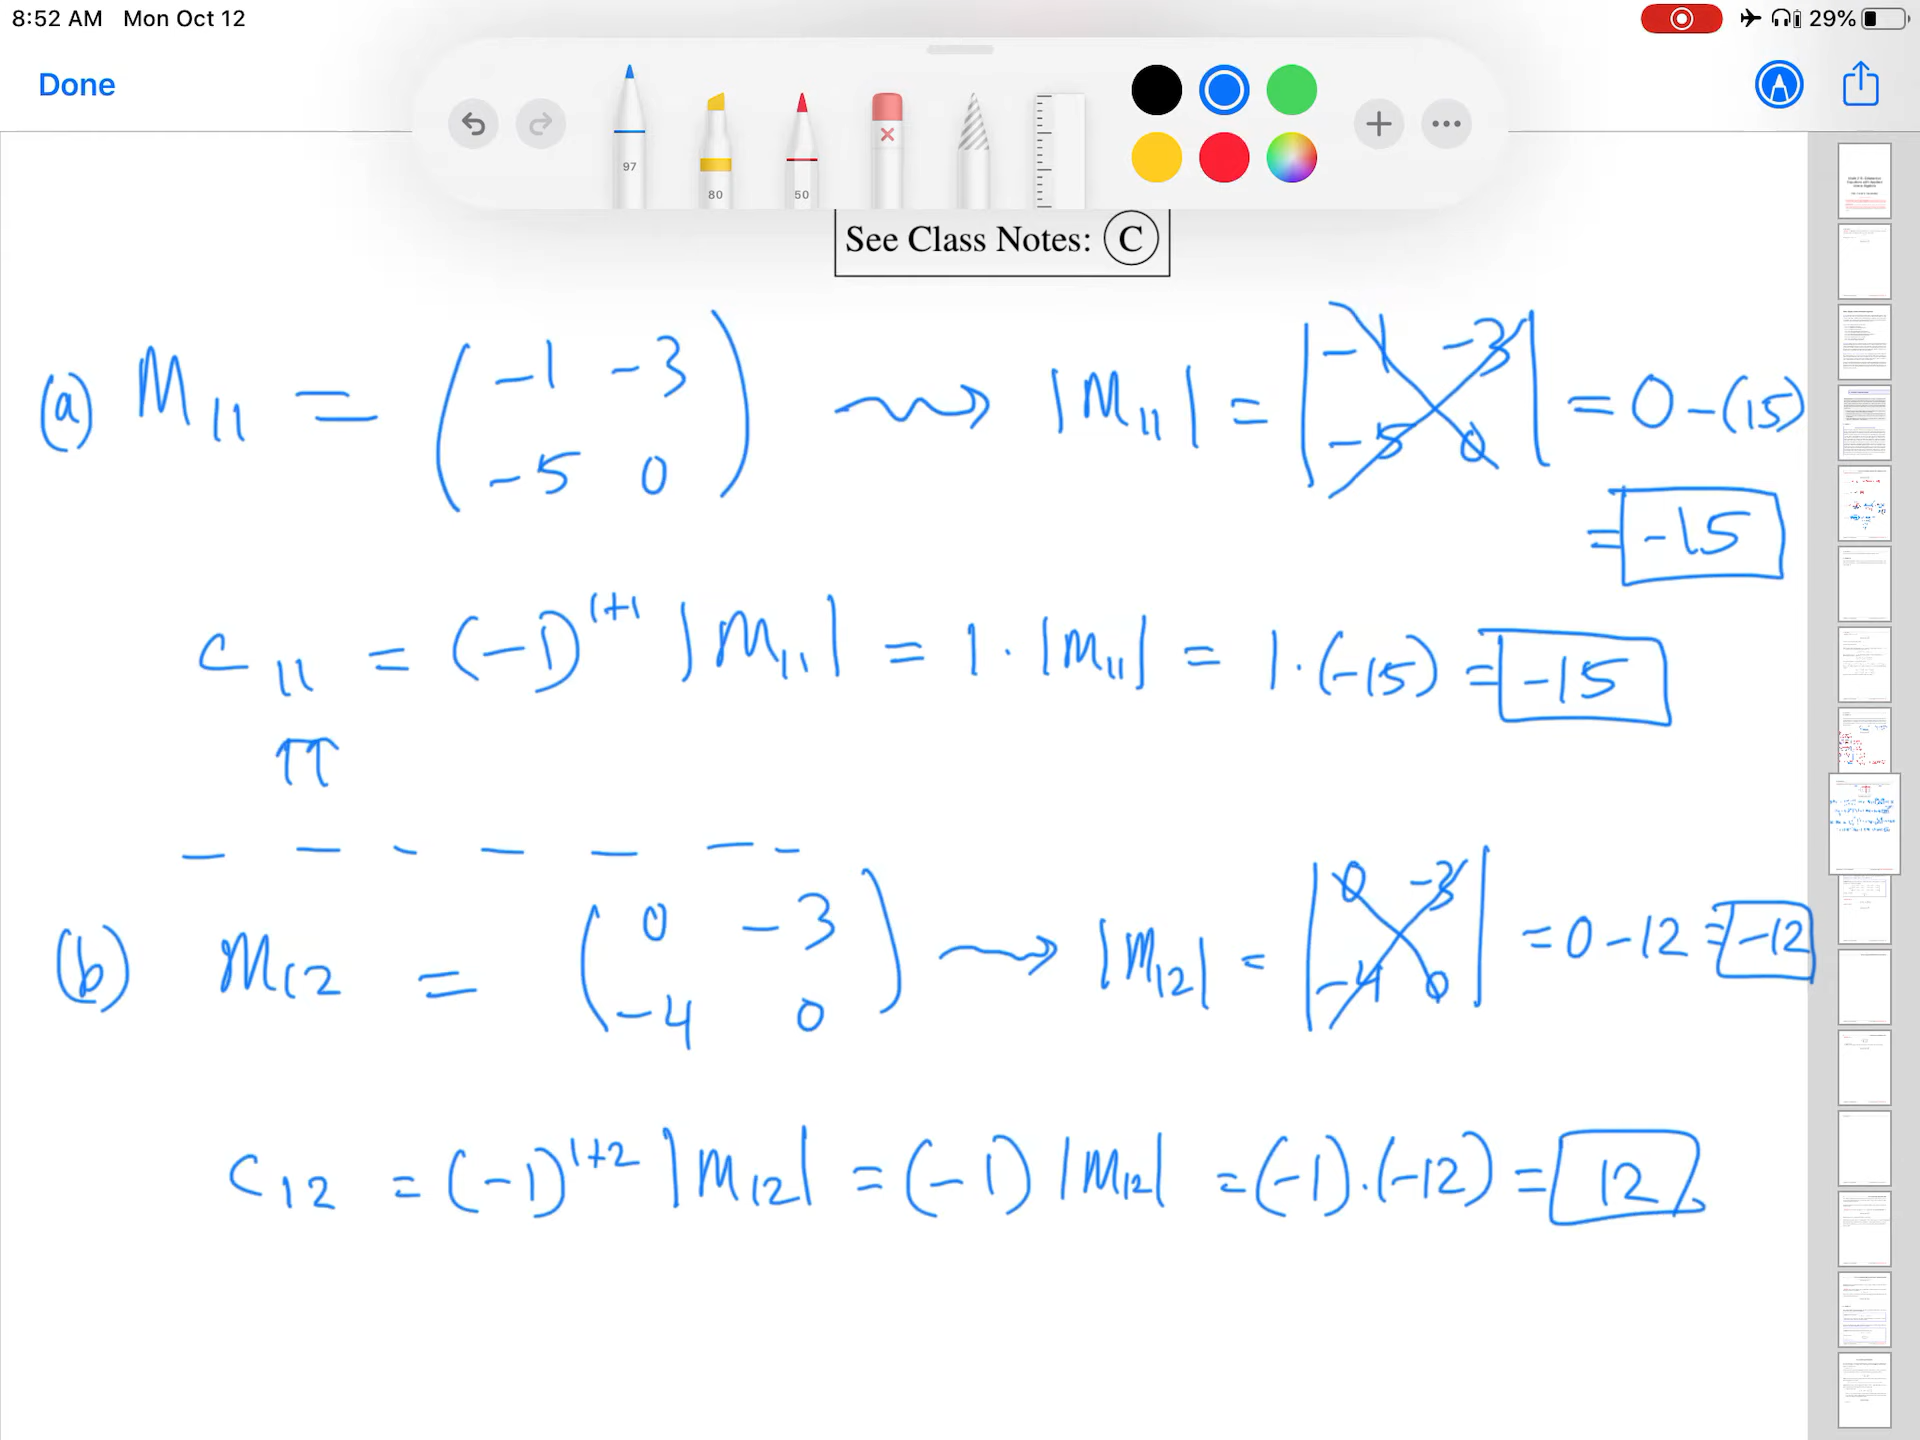 8:52 AM Mon Oct 12 29%
Done
97 80 50
See Class Notes: C
(a) M11 = ( -1 -3 -5 0 ) ⇝ |M11| = | -1 -3 -5 0 | = 0 - (15)
= -15
C11 = (-1)^1+1 |M11| = 1 · |M11| = 1 · (-15) = -15
↑↑
- - - - - - -
(b) M12 = ( 0 -3 -4 0 ) ⇝ |M12| = | 0 -3 -4 0 | = 0 - 12 = -12
C12 = (-1)^1+2 |M12| = (-1) |M12| = (-1) · (-12) = 12